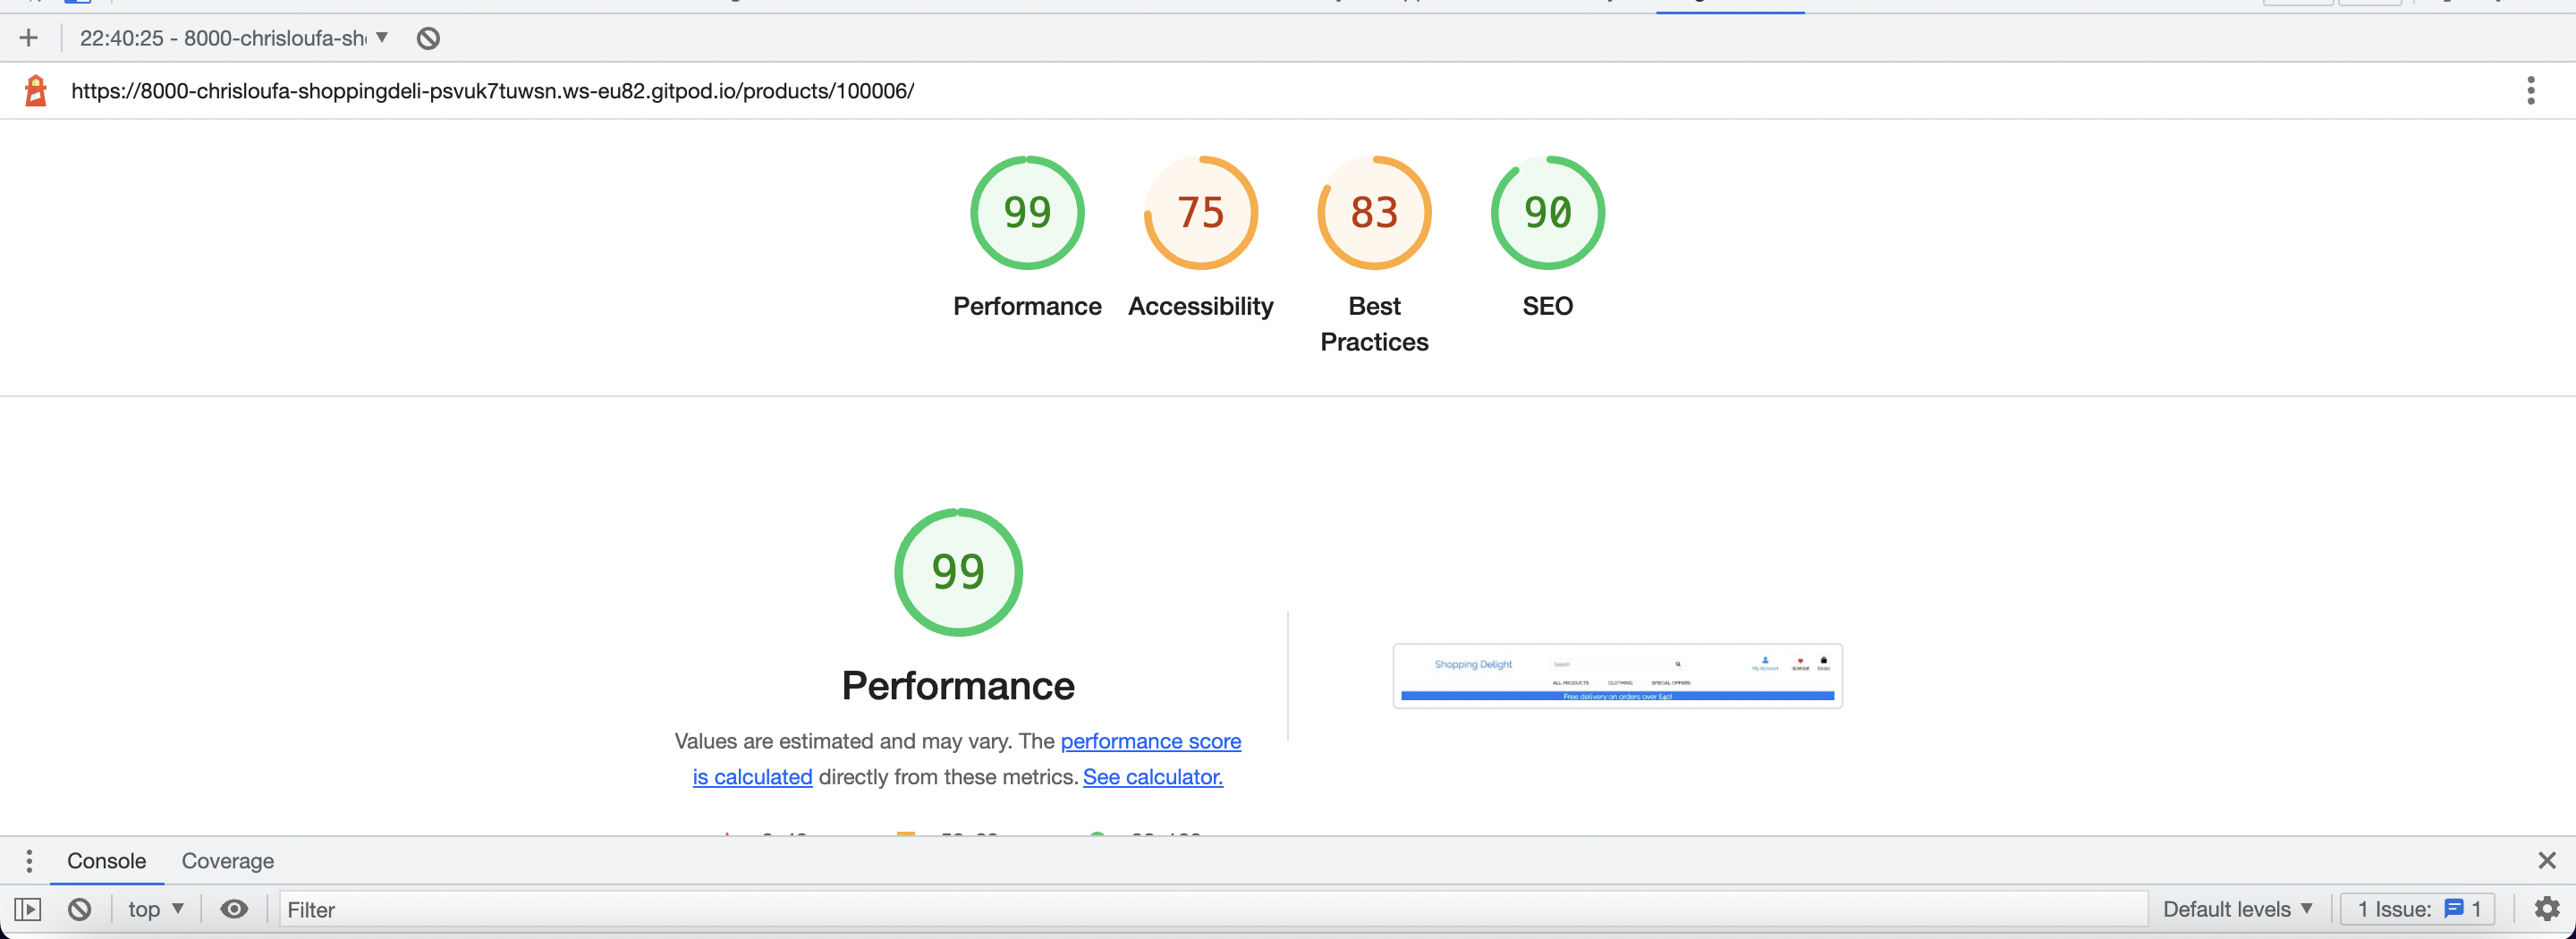 22:40:25 - 8000-chrisloufa-sh
https://8000-chrisloufa-shoppingdeli-psvuk7tuwsn.ws-eu82.gitpod.io/products/100006/
99 75 83 90
Performance Accessibility Best Practices SEO
99
Performance
Values are estimated and may vary. The performance score
is calculated directly from these metrics. See calculator.
Shopping Delight Search My Account Wishlist
ALL PRODUCTS CLOTHING SPECIAL OFFERS
Free delivery on orders over £40!
Console Coverage
top Filter Default levels 1 Issue: 1